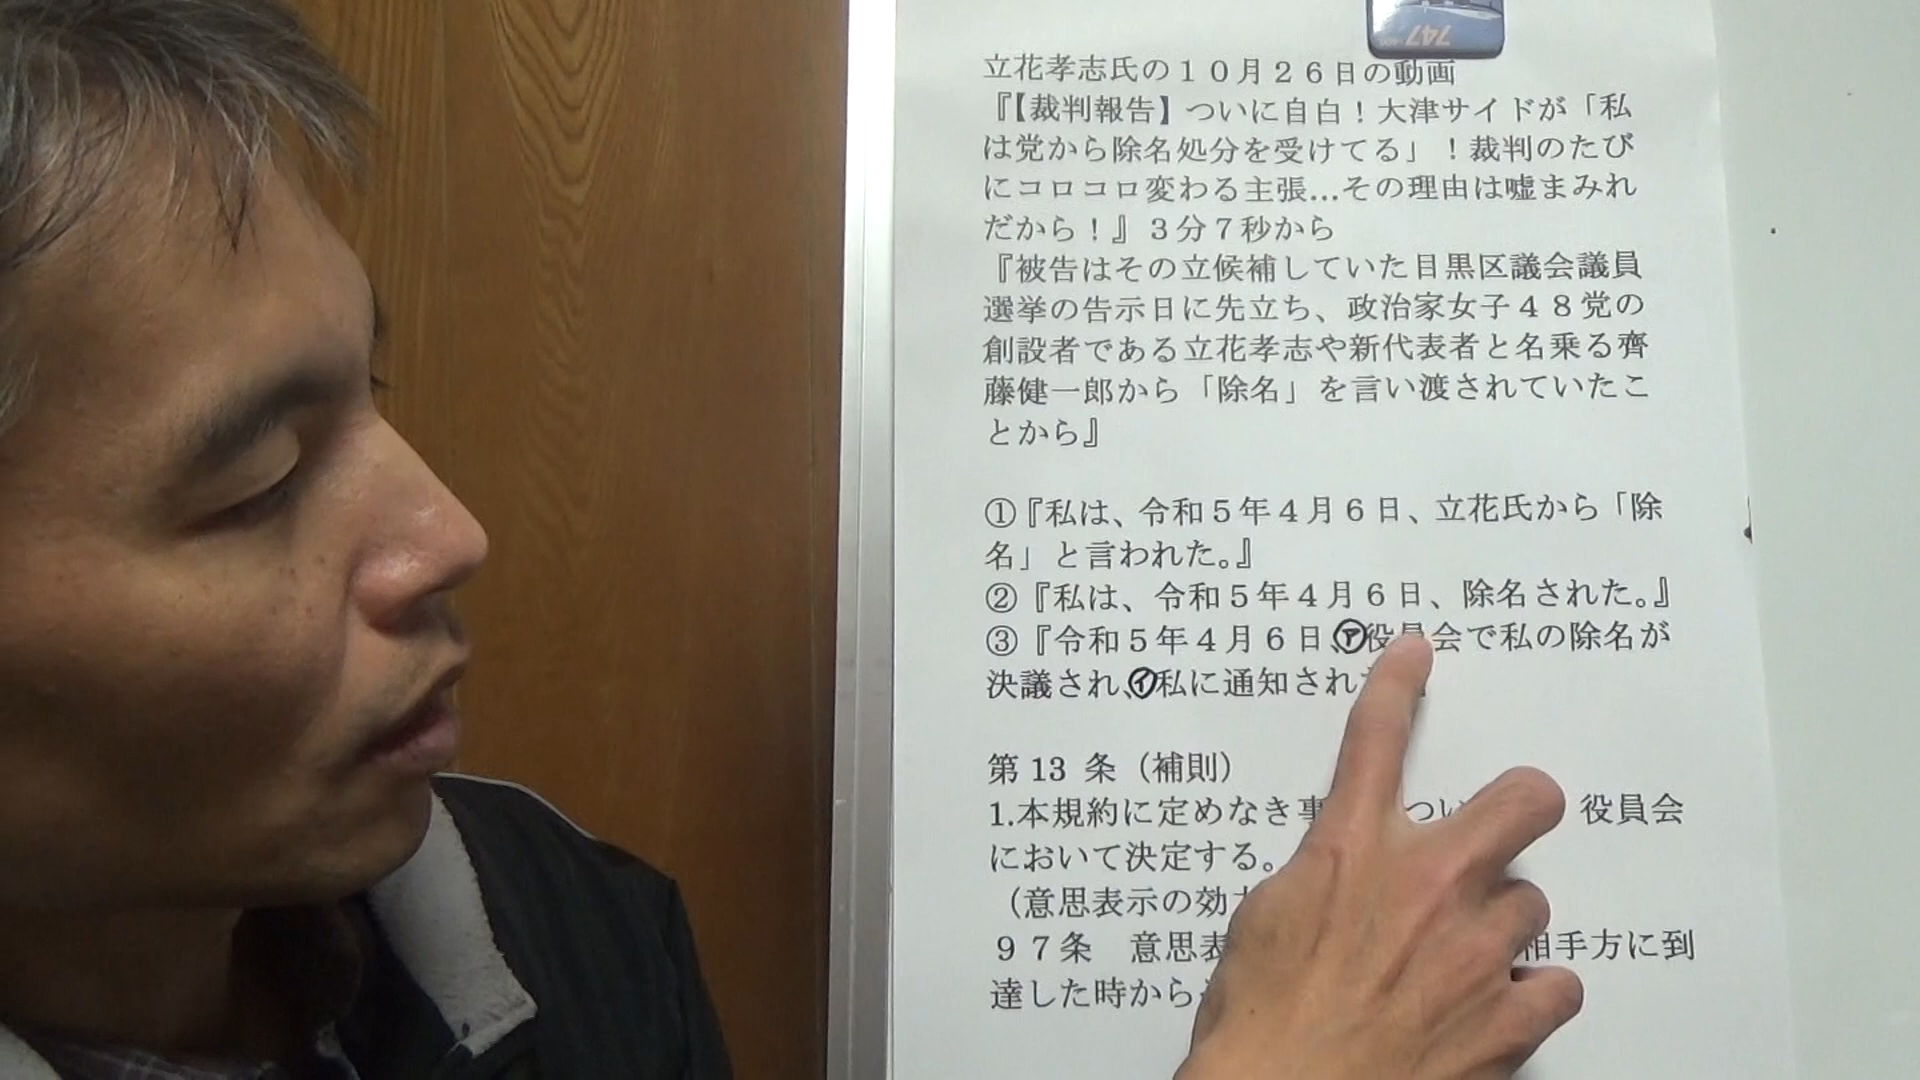 747
立花孝志氏の１０月２６日の動画
『【裁判報告】ついに自白！大津サイドが「私
は党から除名処分を受けてる」！裁判のたび
にコロコロ変わる主張…その理由は嘘まみれ
だから！』３分７秒から
『被告はその立候補していた目黒区議会議員
選挙の告示日に先立ち、政治家女子４８党の
創設者である立花孝志や新代表者と名乗る齊
藤健一郎から「除名」を言い渡されていたこ
とから』
①『私は、令和５年４月６日、立花氏から「除
名」と言われた。』
②『私は、令和５年４月６日、除名された。』
③『令和５年４月６日、㋐役員会で私の除名が
決議され、㋑私に通知され
第 13 条（補則）
1.本規約に定めなき事 つい 役員会
において決定する。
（意思表示の効
９７条　意思表 相手方に到
達した時から